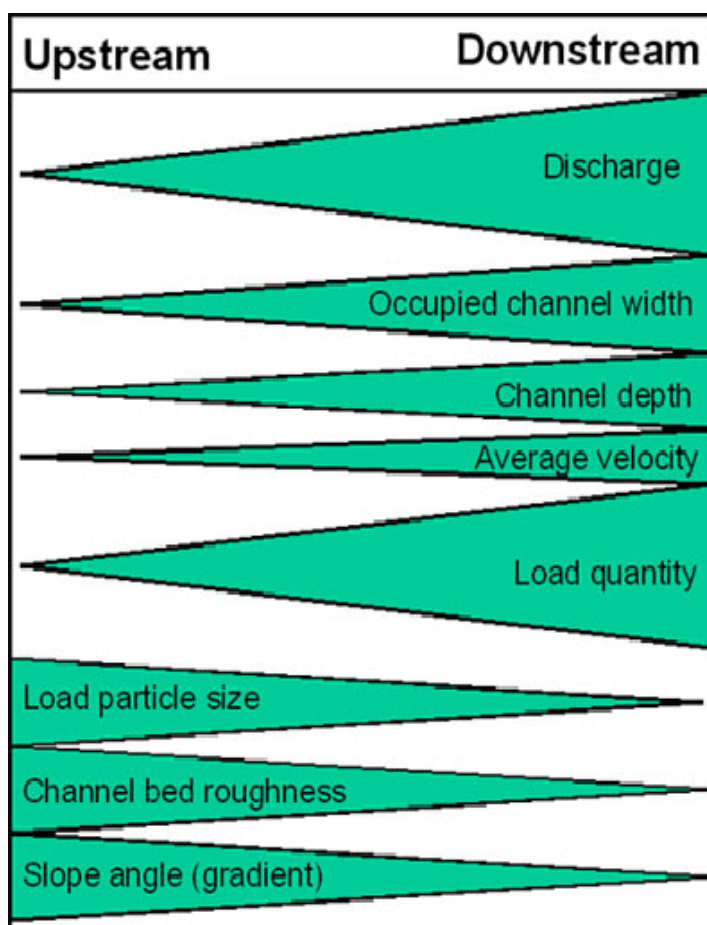 Upstream Downstream
Discharge
Occupied channel width
Channel depth
Average velocity
Load quantity
Load particle size
Channel bed roughness
Slope angle (gradient)